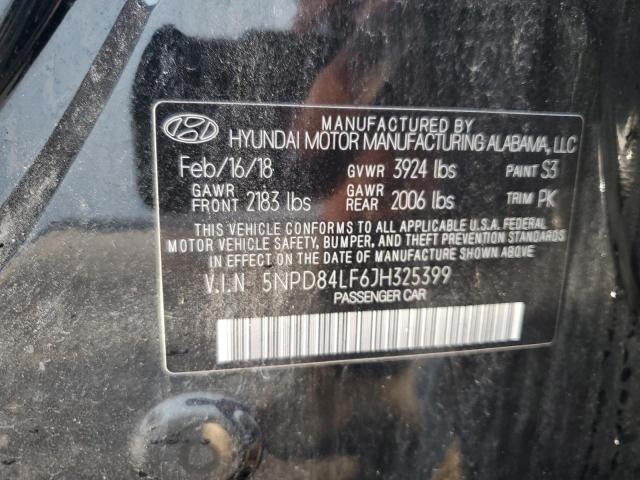 MANUFACTURED BY
HYUNDAI MOTOR MANUFACTURING ALABAMA, LLC
Feb/16/18 GVWR 3924 lbs PAINT S3
GAWR FRONT 2183 lbs GAWR REAR 2006 lbs TRIM PK
THIS VEHICLE CONFORMS TO ALL APPLICABLE U.S.A. FEDERAL
MOTOR VEHICLE SAFETY, BUMPER, AND THEFT PREVENTION STANDARDS
IN EFFECT ON THE DATE OF MANUFACTURE SHOWN ABOVE.
V.I.N 5NPD84LF6JH325399
PASSENGER CAR